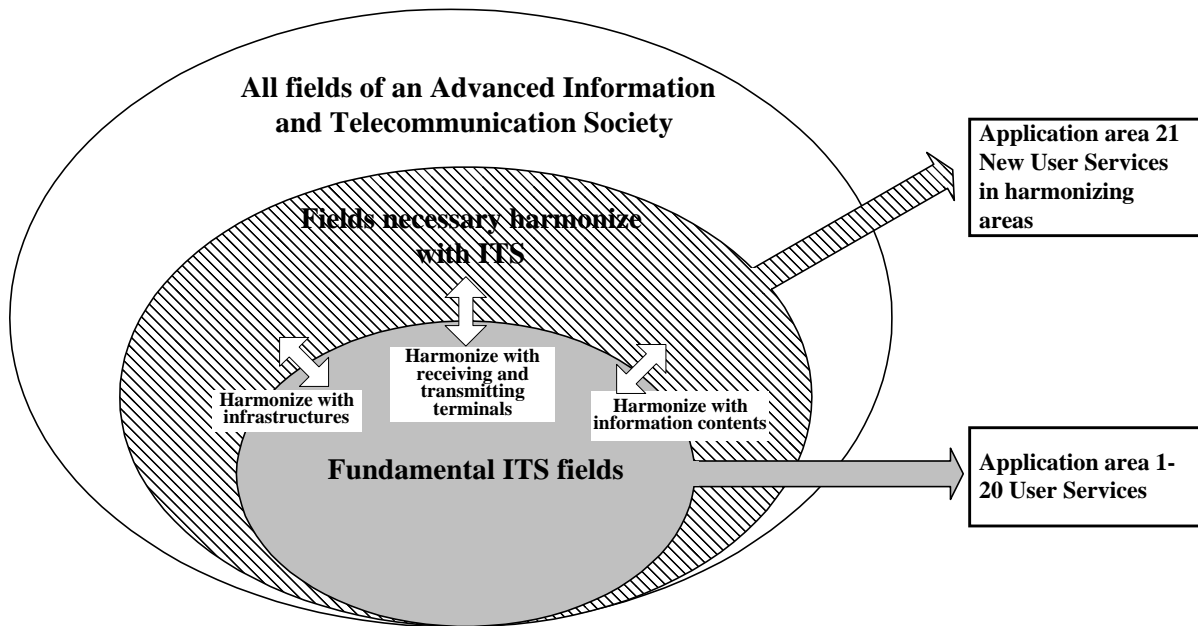 All fields of an Advanced Information
and Telecommunication Society
Fields necessary harmonize
with ITS
Harmonize with
infrastructures
Harmonize with
receiving and
transmitting
terminals
Harmonize with
information contents
Fundamental ITS fields
Application area 21
New User Services
in harmonizing
areas
Application area 1-
20 User Services